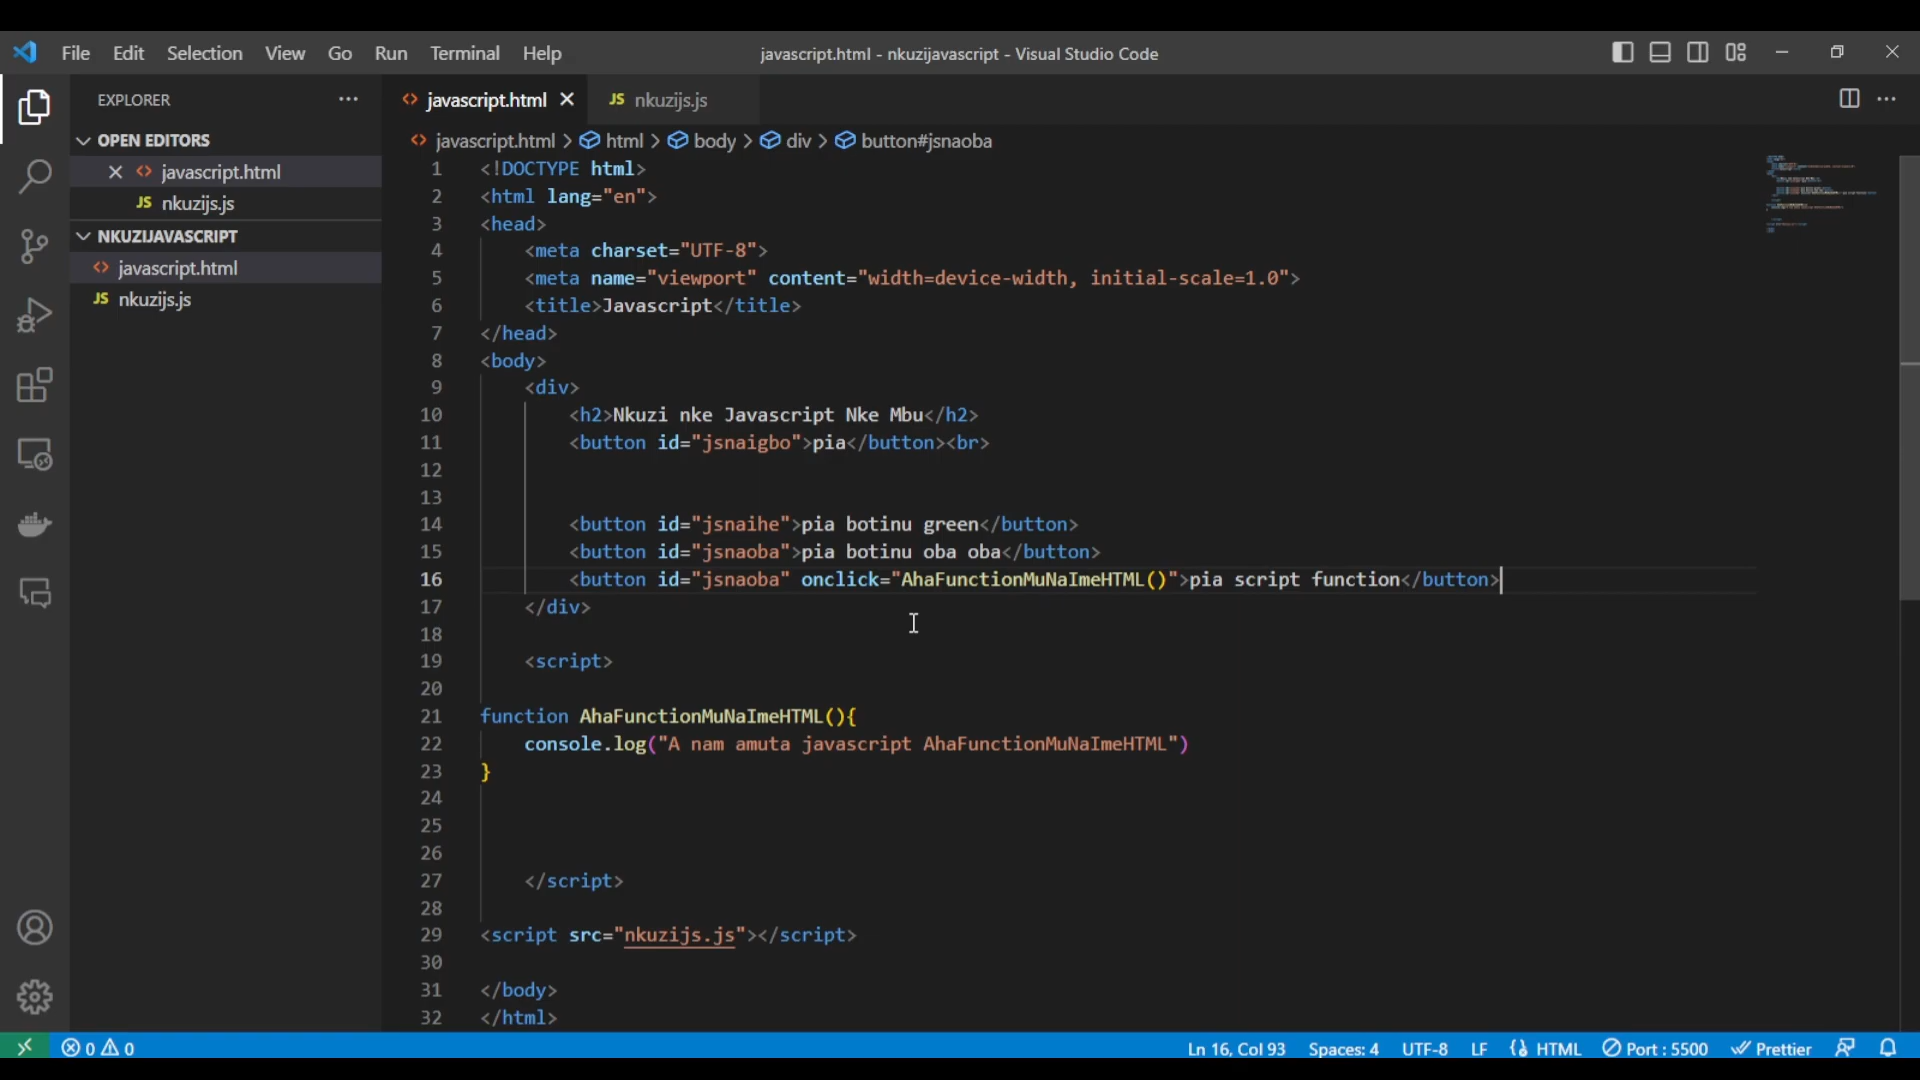 File Edit Selection View Go Run Terminal Help
javascript.html - nkuzijavascript - Visual Studio Code
EXPLORER
OPEN EDITORS
javascript.html
JS nkuzijs.js
NKUZIJAVASCRIPT
javascript.html
JS nkuzijs.js
javascript.html
JS nkuzijs.js
javascript.html > html > body > div > button#jsnaoba
1 <!DOCTYPE html>
2 <html lang="en">
3 <head>
4 <meta charset="UTF-8">
5 <meta name="viewport" content="width=device-width, initial-scale=1.0">
6 <title>Javascript</title>
7 </head>
8 <body>
9 <div>
10 <h2>Nkuzi nke Javascript Nke Mbu</h2>
11 <button id="jsnaigbo">pia</button><br>
12
13
14 <button id="jsnaihe">pia botinu green</button>
15 <button id="jsnaoba">pia botinu oba oba</button>
16 <button id="jsnaoba" onclick="AhaFunctionMuNaImeHTML()">pia script function</button>
17 </div>
18
19 <script>
20
21 function AhaFunctionMuNaImeHTML(){
22 console.log("A nam amuta javascript AhaFunctionMuNaImeHTML")
23 }
24
25
26
27 </script>
28
29 <script src="nkuzijs.js"></script>
30
31 </body>
32 </html>
0 0
Ln 16, Col 93 Spaces: 4 UTF-8 LF HTML Port : 5500 Prettier